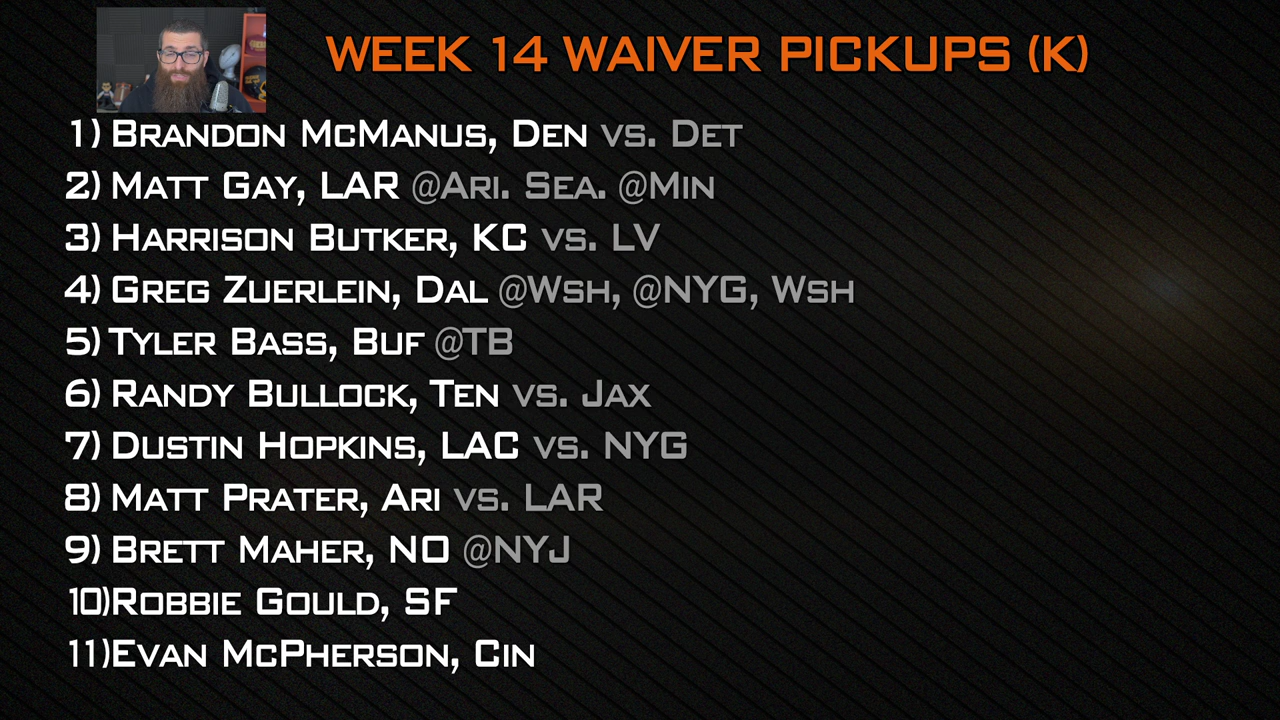 WEEK 14 WAIVER PICKUPS (K)
1) BRANDON MCMANUS, DEN VS. DET
2) MATT GAY, LAR @ARI. SEA. @MIN
3) HARRISON BUTKER, KC VS. LV
4) GREG ZUERLEIN, DAL @WSH, @NYG, WSH
5) TYLER BASS, BUF @TB
6) RANDY BULLOCK, TEN VS. JAX
7) DUSTIN HOPKINS, LAC VS. NYG
8) MATT PRATER, ARI VS. LAR
9) BRETT MAHER, NO @NYJ
10)ROBBIE GOULD, SF
11)EVAN MCPHERSON, CIN